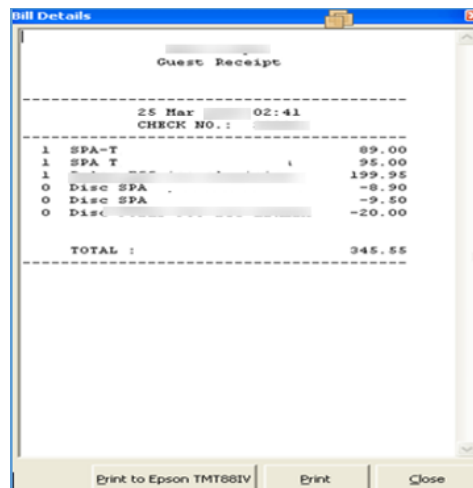 Bill Details
Guest Receipt
25 Mar 02:41
CHECK NO.:
1 SPA-T 89.00
1 SPA T 95.00
1 199.95
0 Disc SPA -8.90
0 Disc SPA -9.50
0 Disc -20.00
TOTAL : 345.55
Print to Epson TMT88IV Print Close